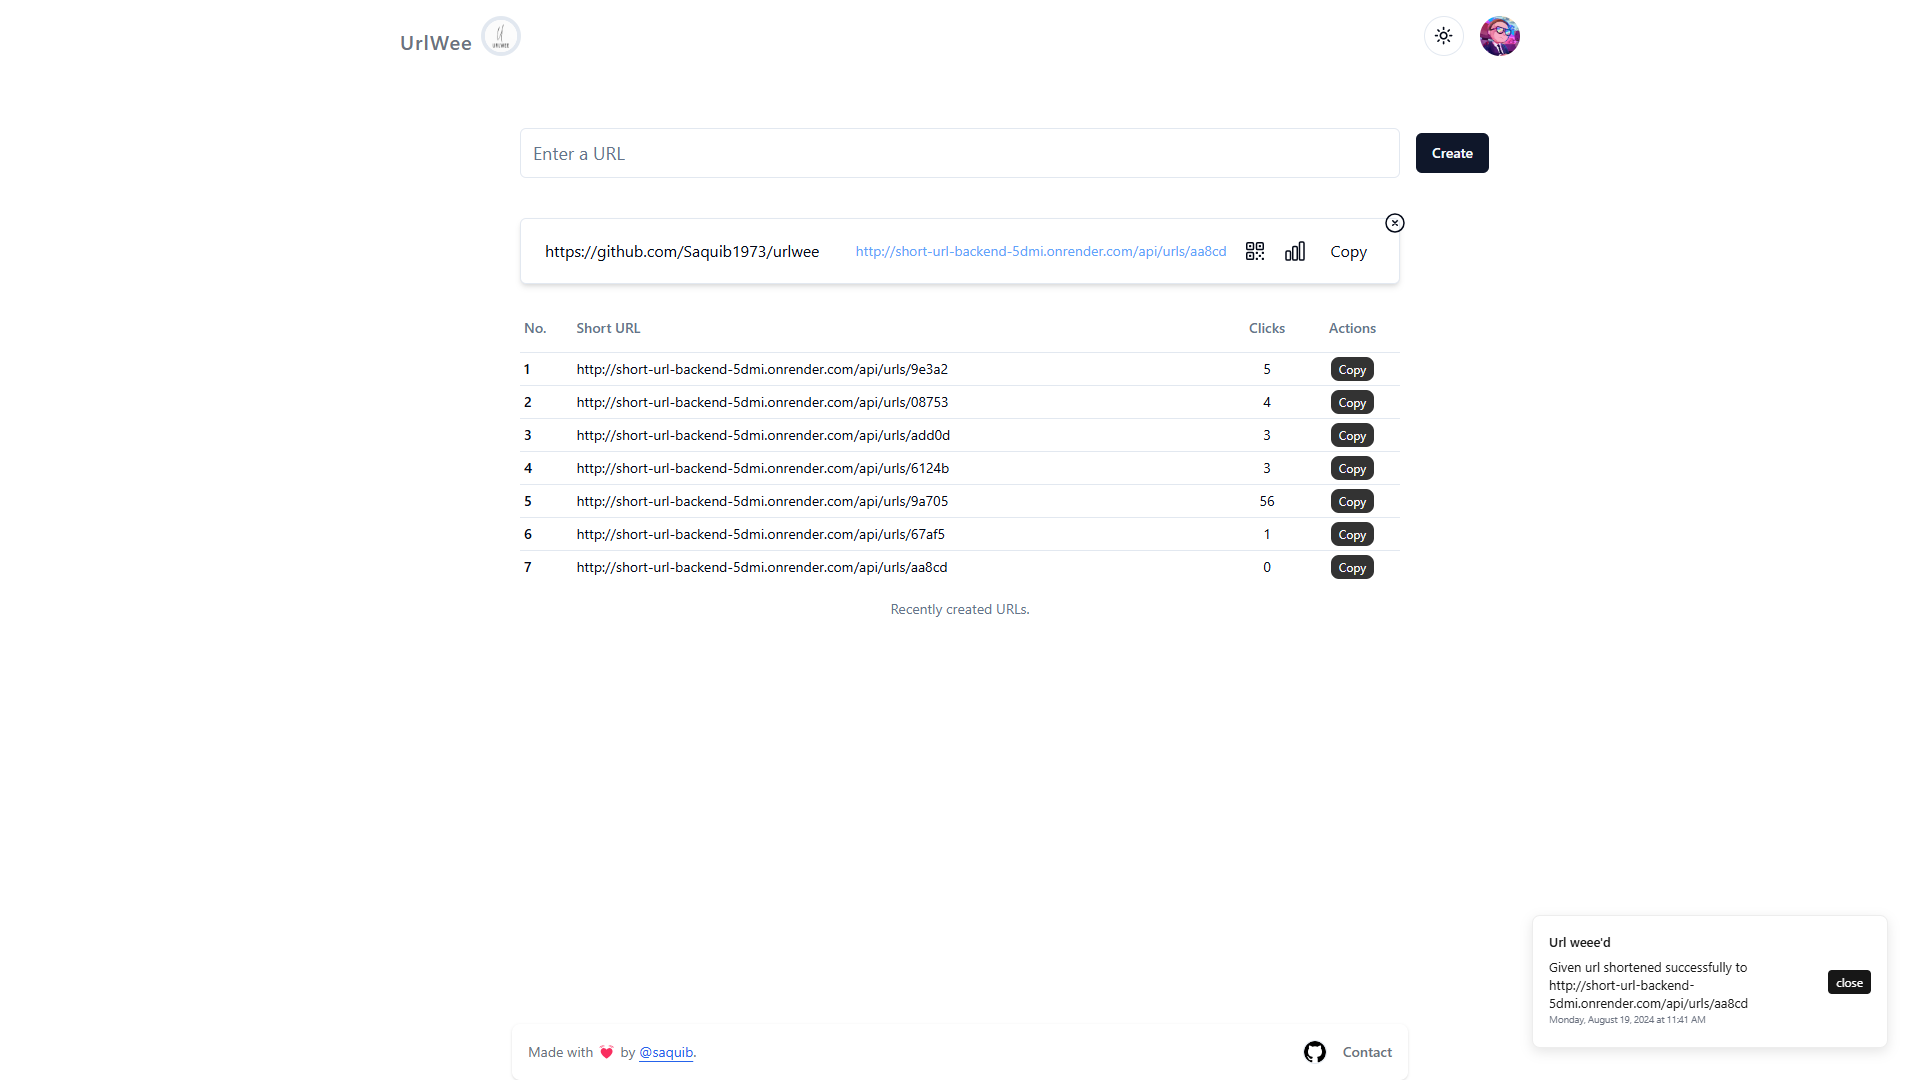 UrlWee
URLWEE
Enter a URL
Create
https://github.com/Saquib1973/urlwee http://short-url-backend-5dmi.onrender.com/api/urls/aa8cd Copy
No. Short URL Clicks Actions
1 http://short-url-backend-5dmi.onrender.com/api/urls/9e3a2 5 Copy
2 http://short-url-backend-5dmi.onrender.com/api/urls/08753 4 Copy
3 http://short-url-backend-5dmi.onrender.com/api/urls/add0d 3 Copy
4 http://short-url-backend-5dmi.onrender.com/api/urls/6124b 3 Copy
5 http://short-url-backend-5dmi.onrender.com/api/urls/9a705 56 Copy
6 http://short-url-backend-5dmi.onrender.com/api/urls/67af5 1 Copy
7 http://short-url-backend-5dmi.onrender.com/api/urls/aa8cd 0 Copy
Recently created URLs.
Url weee'd
Given url shortened successfully to
http://short-url-backend-
5dmi.onrender.com/api/urls/aa8cd
Monday, August 19, 2024 at 11:41 AM
close
Made with 💓 by @saquib.
Contact